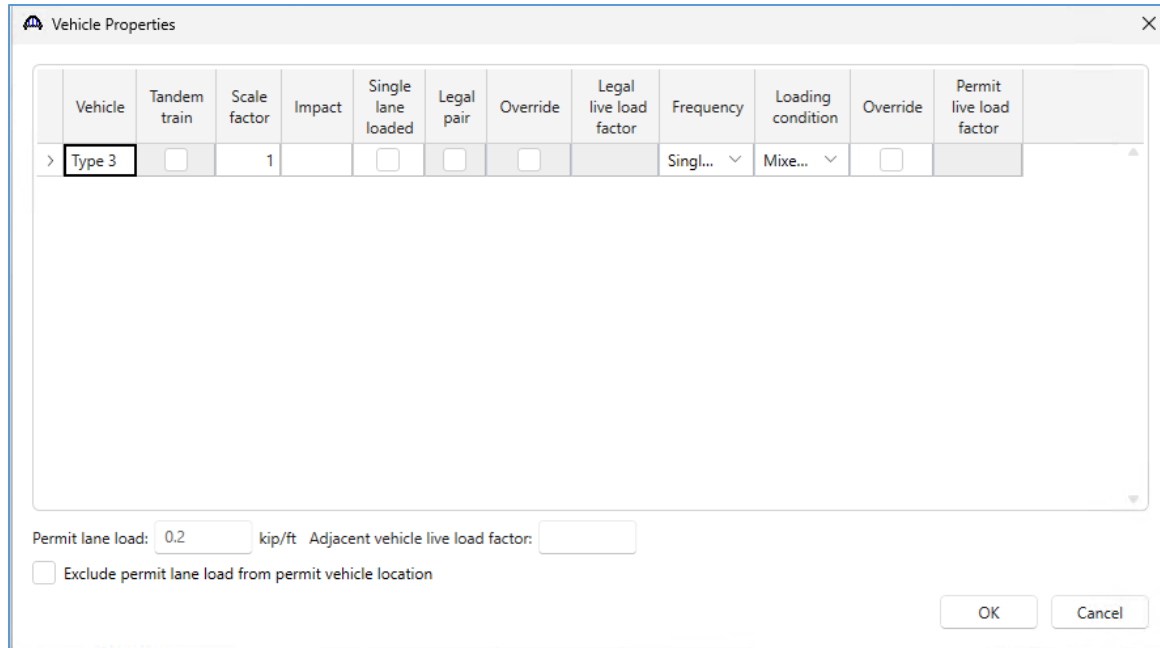 Vehicle Properties
Vehicle Tandem train Scale factor Impact Single lane loaded Legal pair Override Legal live load factor Frequency Loading condition Override Permit live load factor
Type 3 1 Singl... Mixe...
Permit lane load: 0.2 kip/ft Adjacent vehicle live load factor:
Exclude permit lane load from permit vehicle location
OK Cancel